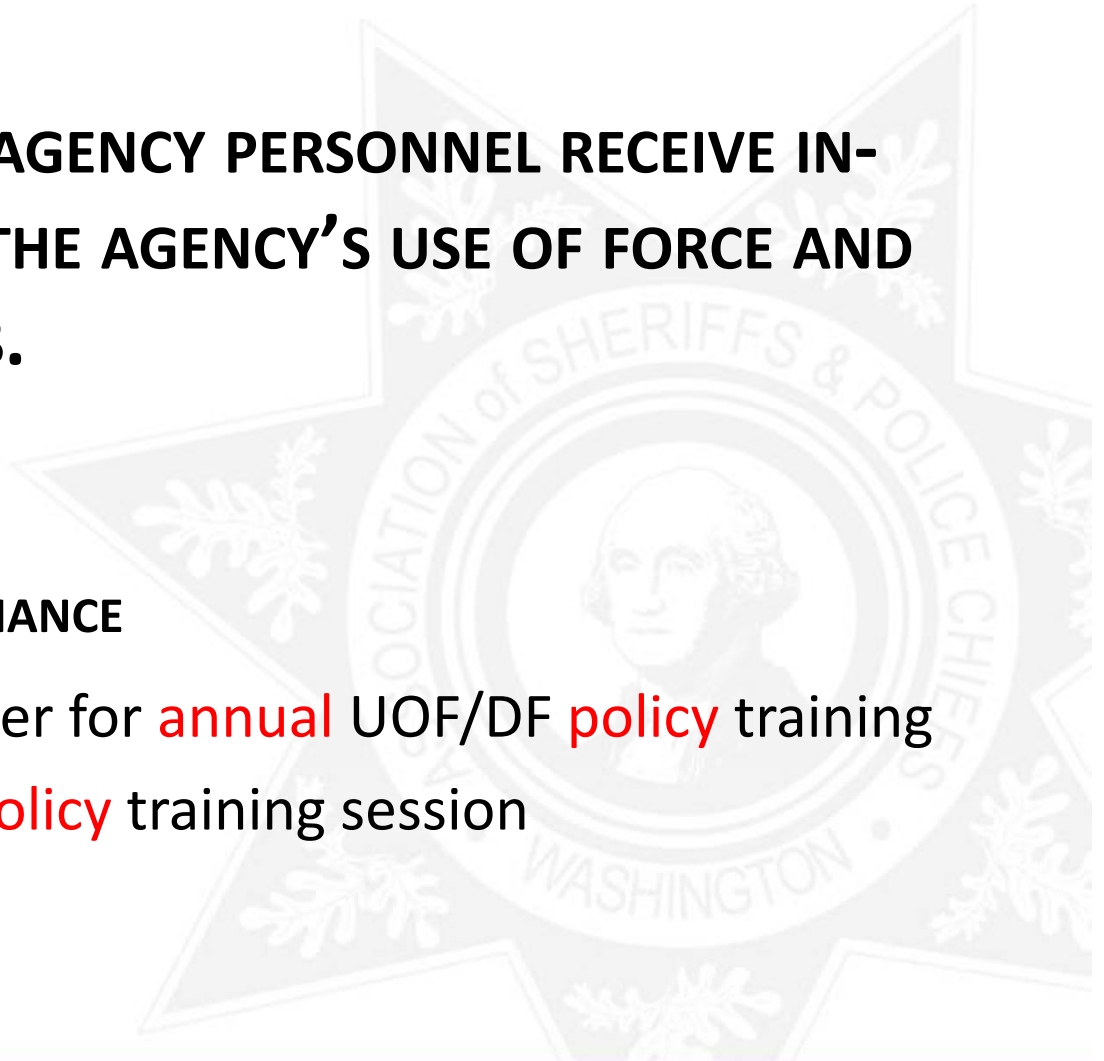 AGENCY PERSONNEL RECEIVE IN-
THE AGENCY'S USE OF FORCE AND
.
IANCE
er for annual UOF/DF policy training
olicy training session
ASSOCIATION of SHERIFFS & POLICE CHIEFS
WASHINGTON